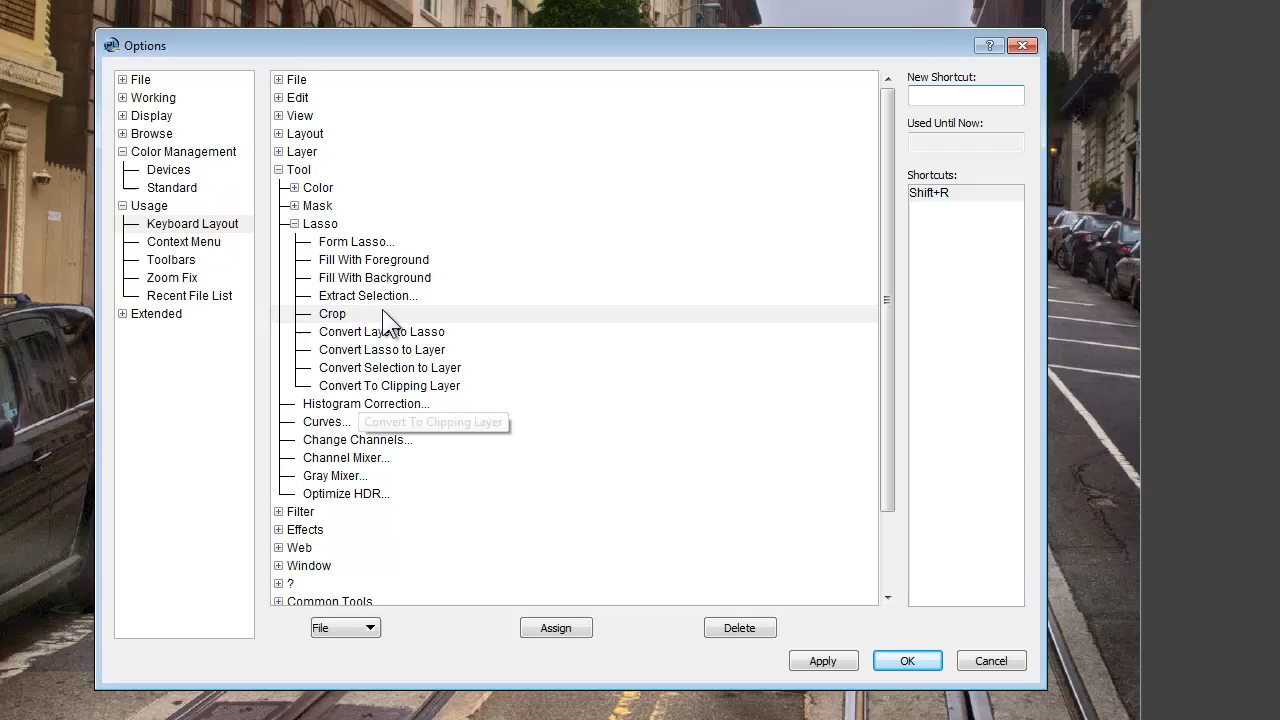 Options
File
Working
Display
Browse
Color Management
Devices
Standard
Usage
Keyboard Layout
Context Menu
Toolbars
Zoom Fix
Recent File List
Extended
File
Edit
View
Layout
Layer
Tool
Color
Mask
Lasso
Form Lasso...
Fill With Foreground
Fill With Background
Extract Selection...
Crop
Convert Layer to Lasso
Convert Lasso to Layer
Convert Selection to Layer
Convert To Clipping Layer
Histogram Correction...
Curves...
Convert To Clipping Layer
Change Channels...
Channel Mixer...
Gray Mixer...
Optimize HDR...
Filter
Effects
Web
Window
?
Common Tools
New Shortcut:
Used Until Now:
Shortcuts:
Shift+R
File
Assign
Delete
Apply
OK
Cancel